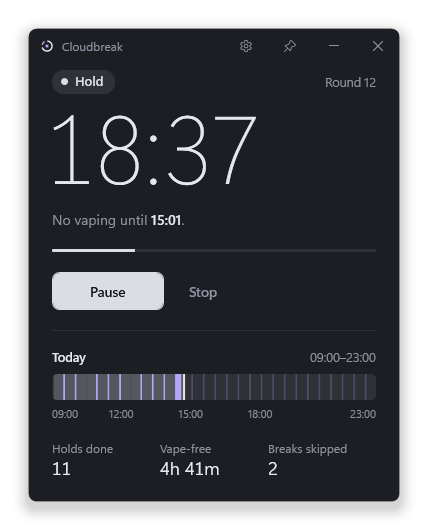 Cloudbreak
Hold
Round 12
18:37
No vaping until 15:01.
Pause
Stop
Today
09:00–23:00
09:00 12:00 15:00 18:00 23:00
Holds done
Vape-free
Breaks skipped
11
4h 41m
2